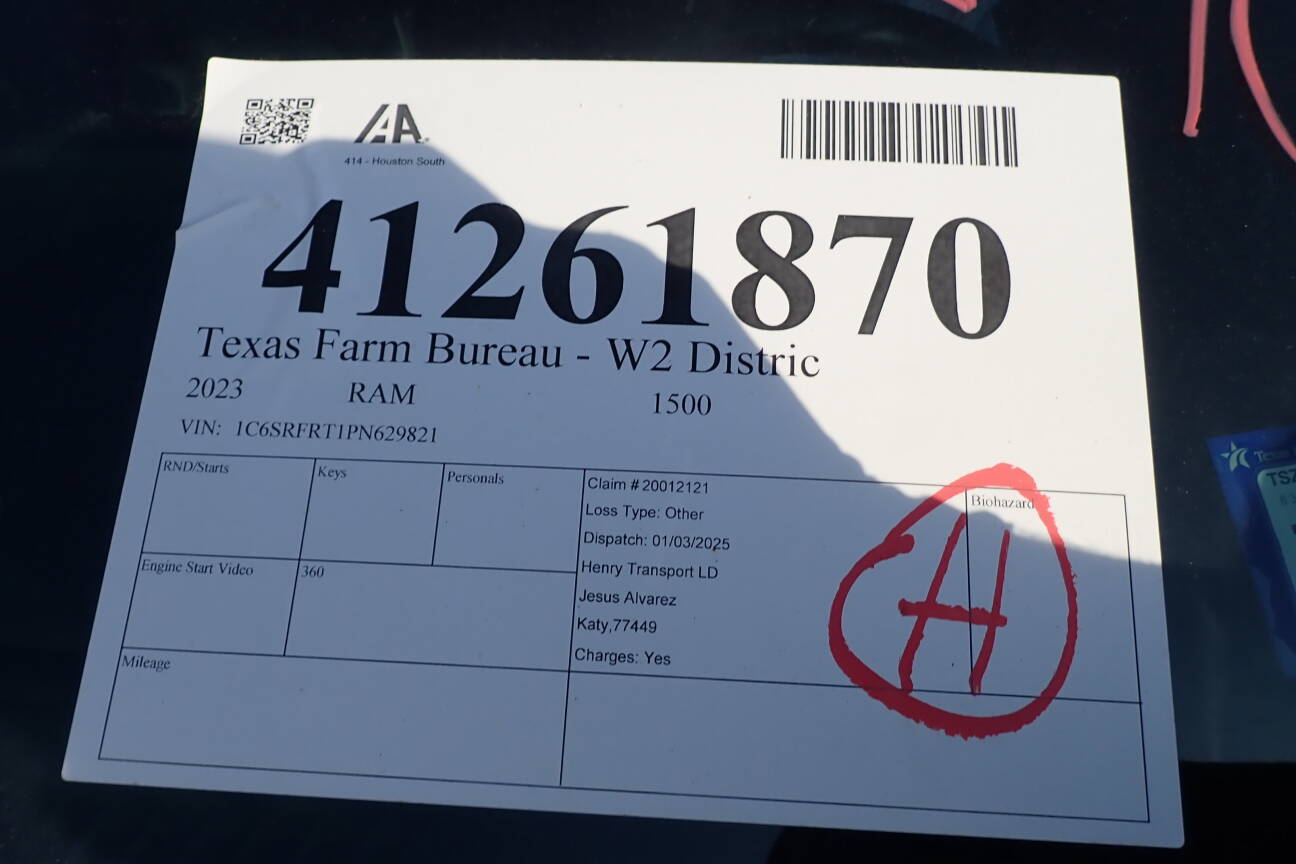 IAA
414 - Houston South
41261870
Texas Farm Bureau - W2 Distric
2023 RAM 1500
VIN: 1C6SRFRT1PN629821
RND/Starts
Keys
Personals
Claim # 20012121
Loss Type: Other
Dispatch: 01/03/2025
Henry Transport LD
Jesus Alvarez
Katy,77449
Charges: Yes
Biohazard
H
Engine Start Video
360
Mileage
Texas
TSZ